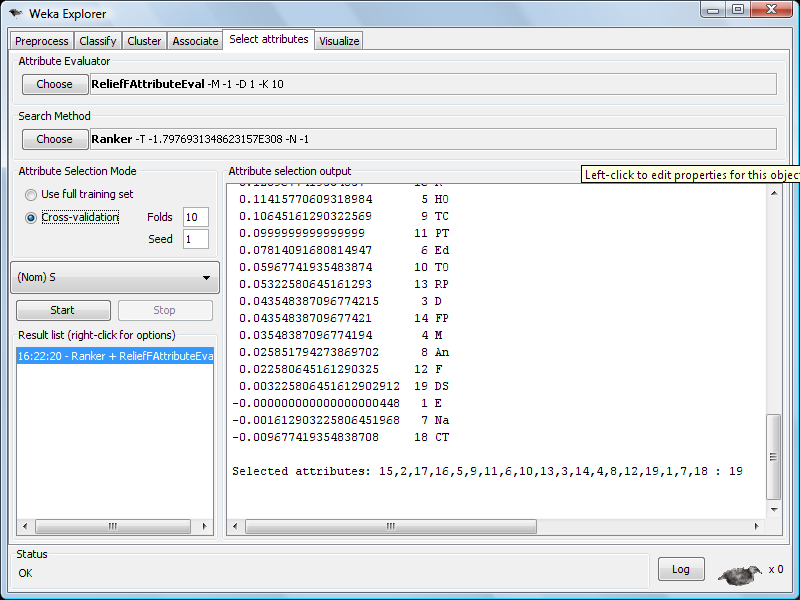 Weka Explorer
Preprocess Classify Cluster Associate Select attributes Visualize
Attribute Evaluator
Choose ReliefFAttributeEval -M -1 -D 1 -K 10
Search Method
Choose Ranker -T -1.7976931348623157E308 -N -1
Left-click to edit properties for this objec
Attribute Selection Mode
Use full training set
Cross-validation Folds 10
Seed 1
(Nom) S
Start Stop
Result list (right-click for options)
16:22:20 - Ranker + ReliefFAttributeEva
Attribute selection output
0.11415770609318984 5 HO
0.10645161290322569 9 TC
0.0999999999999999 11 PT
0.07814091680814947 6 Ed
0.05967741935483874 10 TO
0.05322580645161293 13 RP
0.043548387096774215 3 D
0.04354838709677421 14 FP
0.03548387096774194 4 M
0.025851794273869702 8 An
0.022580645161290325 12 F
0.003225806451612902912 19 DS
-0.000000000000000000448 1 E
-0.001612903225806451968 7 Na
-0.009677419354838708 18 CT
Selected attributes: 15,2,17,16,5,9,11,6,10,13,3,14,4,8,12,19,1,7,18 : 19
Status
OK
Log
x 0